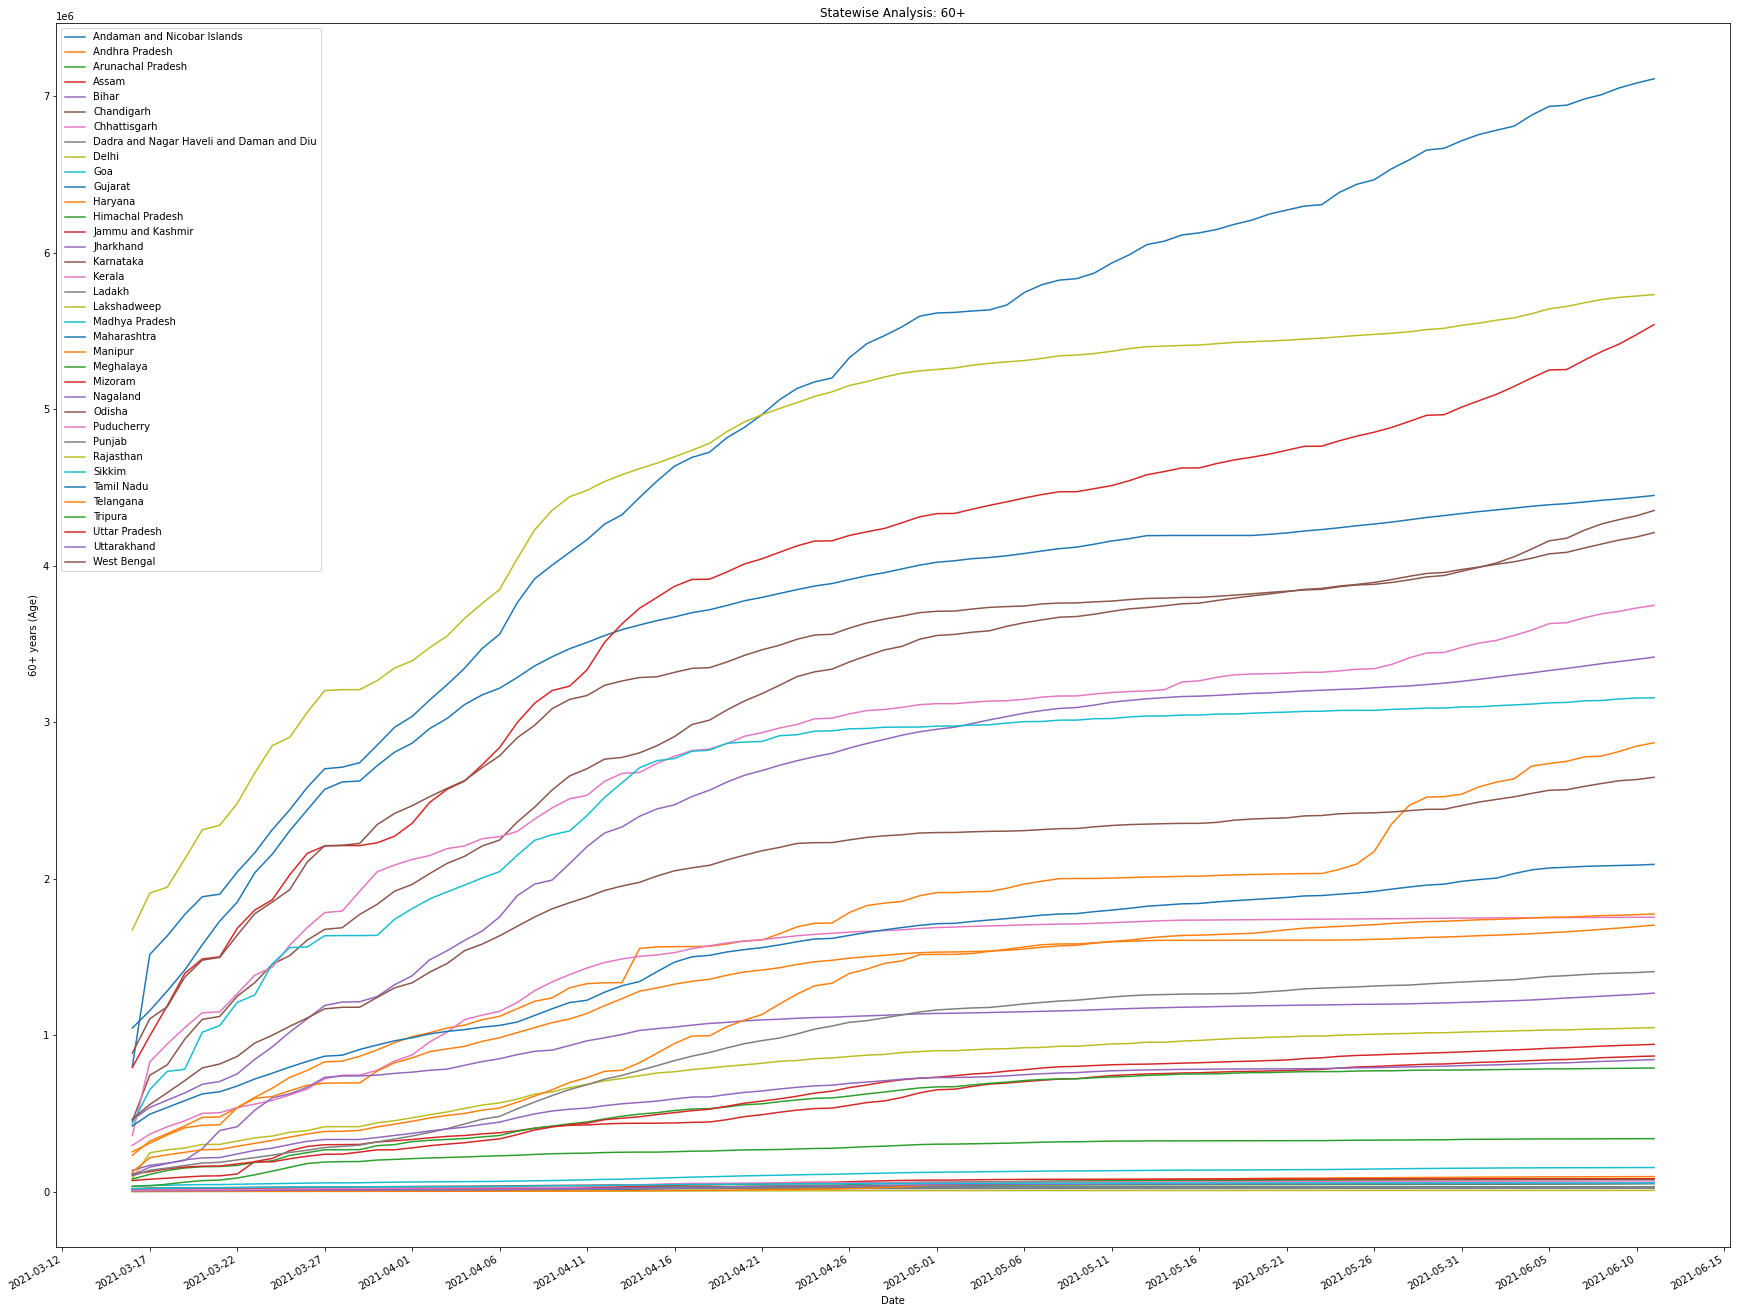 Statewise Analysis: 60+
1e6
Andaman and Nicobar Islands
Andhra Pradesh
Arunachal Pradesh
Assam
Bihar
Chandigarh
Chhattisgarh
Dadra and Nagar Haveli and Daman and Diu
Delhi
Goa
Gujarat
Haryana
Himachal Pradesh
Jammu and Kashmir
Jharkhand
Karnataka
Kerala
Ladakh
Lakshadweep
Madhya Pradesh
Maharashtra
Manipur
Meghalaya
Mizoram
Nagaland
Odisha
Puducherry
Punjab
Rajasthan
Sikkim
Tamil Nadu
Telangana
Tripura
Uttar Pradesh
Uttarakhand
West Bengal
7
6
5
4
3
2
1
0
60+ years (Age)
2021-03-12
2021-03-17
2021-03-22
2021-03-27
2021-04-01
2021-04-06
2021-04-11
2021-04-16
2021-04-21
2021-04-26
2021-05-01
2021-05-06
2021-05-11
2021-05-16
2021-05-21
2021-05-26
2021-05-31
2021-06-05
2021-06-10
2021-06-15
Date